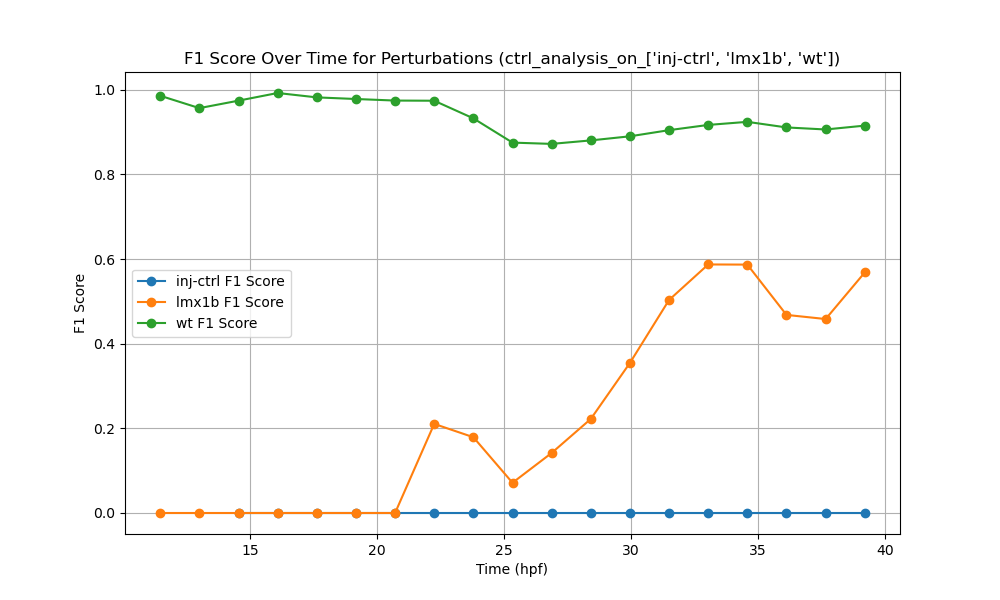 F1 Score Over Time for Perturbations (ctrl_analysis_on_['inj-ctrl', 'lmx1b', 'wt'])
1.0
0.8
0.6
0.4
0.2
0.0
F1 Score
inj-ctrl F1 Score
lmx1b F1 Score
wt F1 Score
15 20 25 30 35 40
Time (hpf)